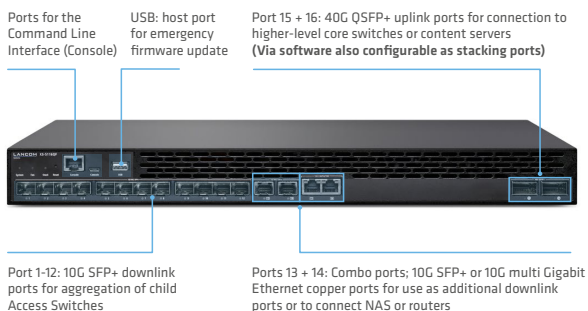 Ports for the
Command Line
Interface (Console)
USB: host port
for emergency
firmware update
Port 15 + 16: 40G QSFP+ uplink ports for connection to
higher-level core switches or content servers
(Via software also configurable as stacking ports)
LANCOM
Port 1-12: 10G SFP+ downlink
ports for aggregation of child
Access Switches
Ports 13 + 14: Combo ports; 10G SFP+ or 10G multi Gigabit
Ethernet copper ports for use as additional downlink
ports or to connect NAS or routers